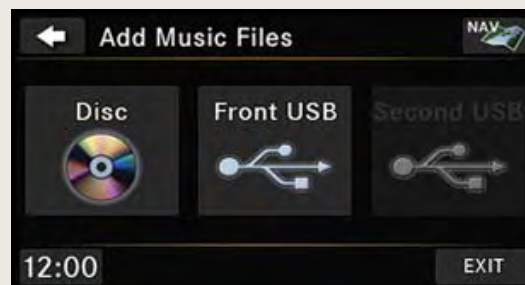 Add Music Files
NAV
Disc
Front USB
Second USB
12:00
EXIT